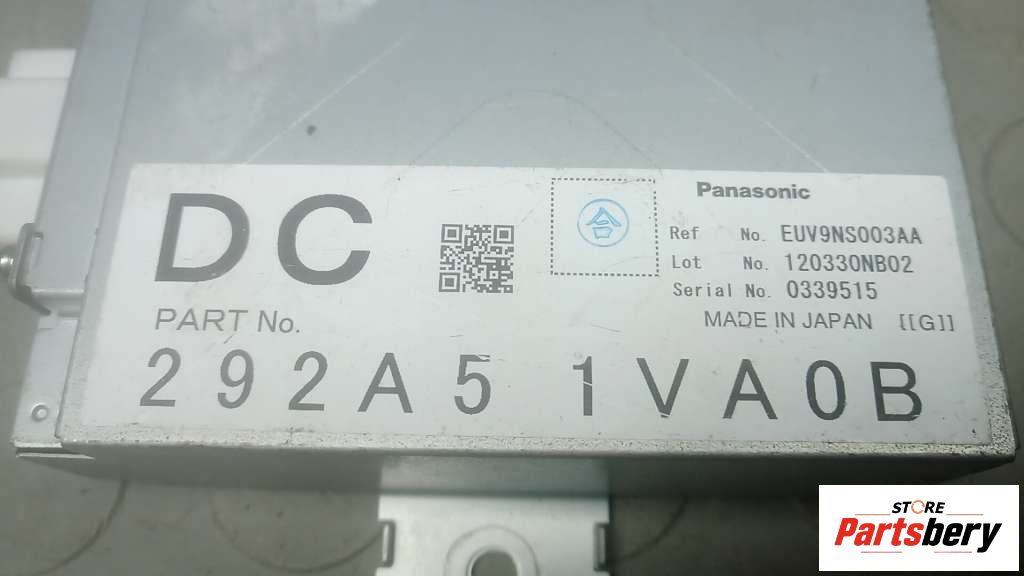 DC
合
Panasonic
Ref No. EUV9NS003AA
Lot No. 120330NB02
Serial No. 0339515
MADE IN JAPAN [[G]]
PART No.
292A5 1VA0B
STORE
Partsbery